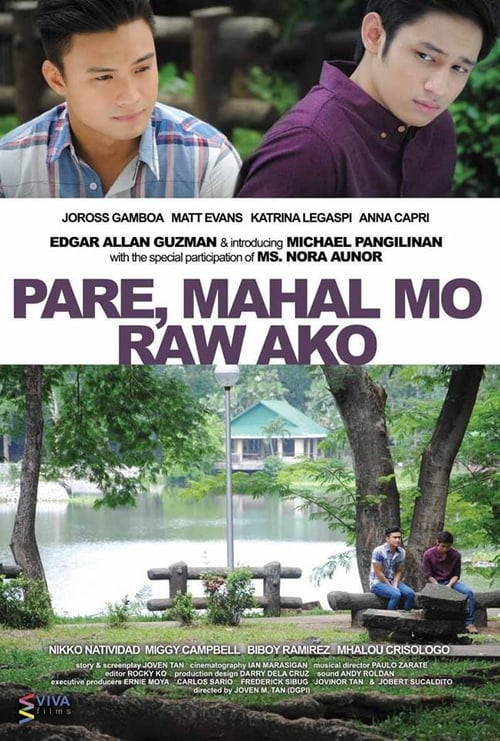 JOROSS GAMBOA MATT EVANS KATRINA LEGASPI ANNA CAPRI
EDGAR ALLAN GUZMAN & introducing MICHAEL PANGILINAN
with the special participation of MS. NORA AUNOR
PARE, MAHAL MO
RAW AKO
NIKKO NATIVIDAD MIGGY CAMPBELL BIBOY RAMIREZ MHALOU CRISOLOGO
story & screenplay JOVEN TAN cinematography IAN MARASIGAN musical director PAULO ZARATE
editor ROCKY KO production design DARRY DELA CRUZ sound ANDY ROLDAN
executive producers ERNIE MOYA *CARLOS SARIO *FREDERICK SIBUG *JOVINOR TAN & *JOBERT SUCALDITO
directed by JOVEN M. TAN (DGPI)
VIVA
films